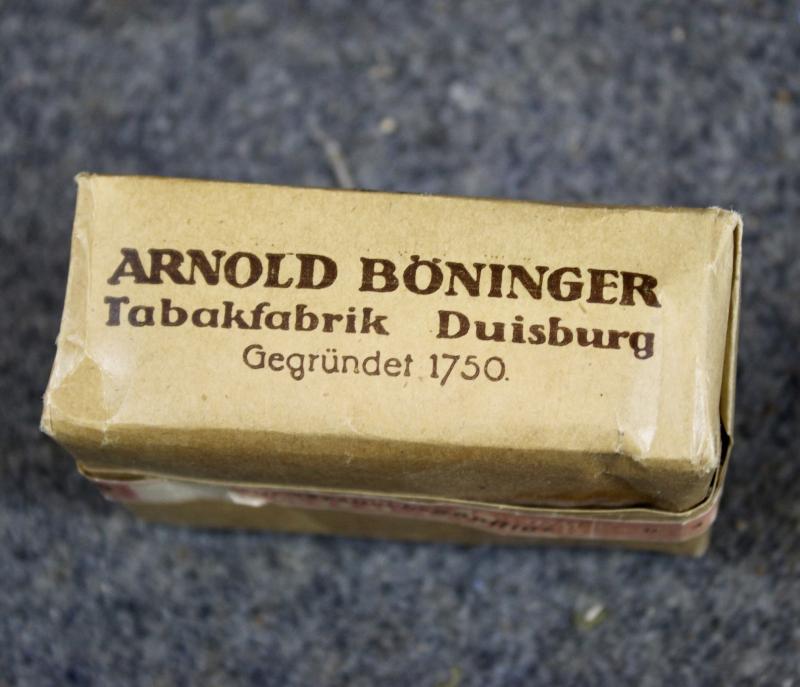 ARNOLD BÖNINGER
Tabakfabrik Duisburg
Gegründet 1750.